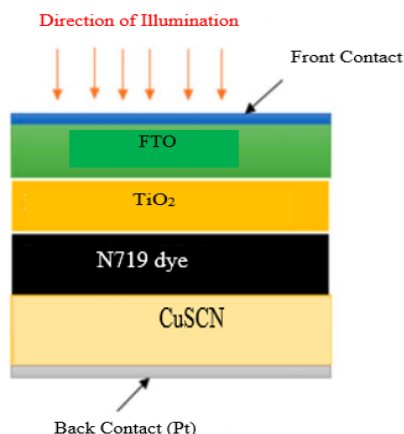 Direction of Illumination
Front Contact
FTO
TiO₂
N719 dye
CuSCN
Back Contact (Pt)